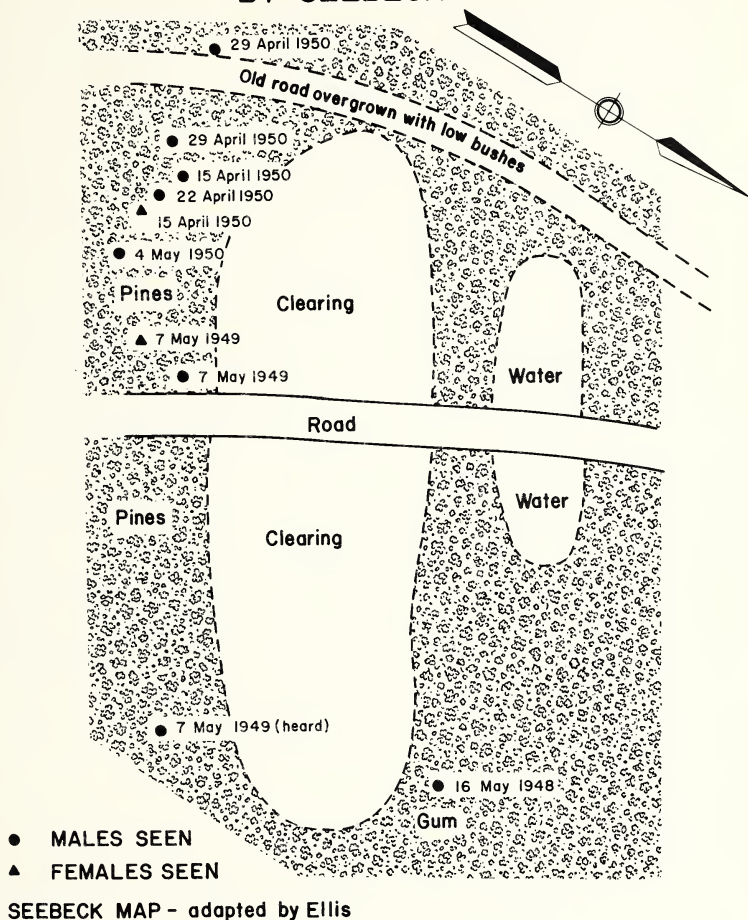 29 April 1950
Old road overgrown with low bushes
29 April 1950
15 April 1950
22 April 1950
15 April 1950
4 May 1950
Pines
Clearing
7 May 1949
Water
7 May 1949
Road
Water
Pines
Clearing
7 May 1949 (heard)
16 May 1948
Gum
MALES SEEN
FEMALES SEEN
SEEBECK MAP - adapted by Ellis